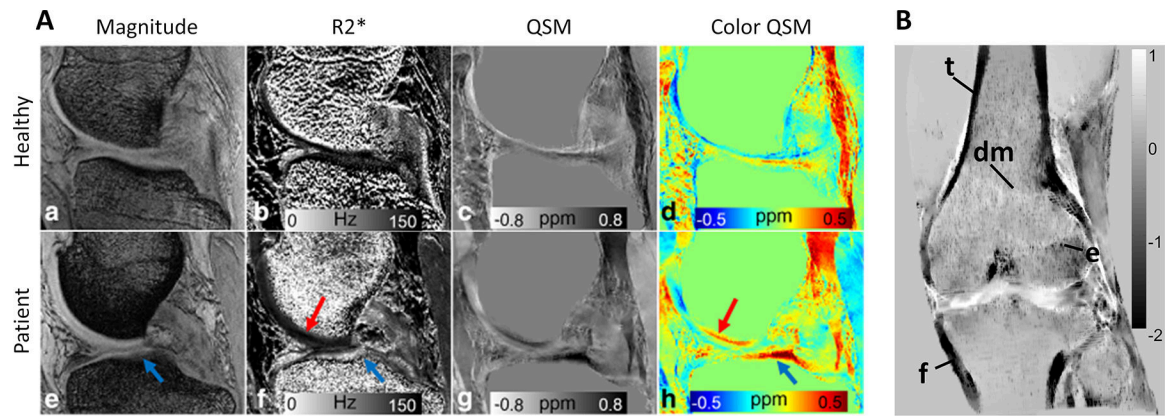 A
Magnitude
R2*
QSM
Color QSM
B
Healthy
a
b
0 Hz 150
c
-0.8 ppm 0.8
d
-0.5 ppm 0.5
Patient
e
f
0 Hz 150
g
-0.8 ppm 0.8
h
-0.5 ppm 0.5
t
dm
e
f
1
0
-1
-2